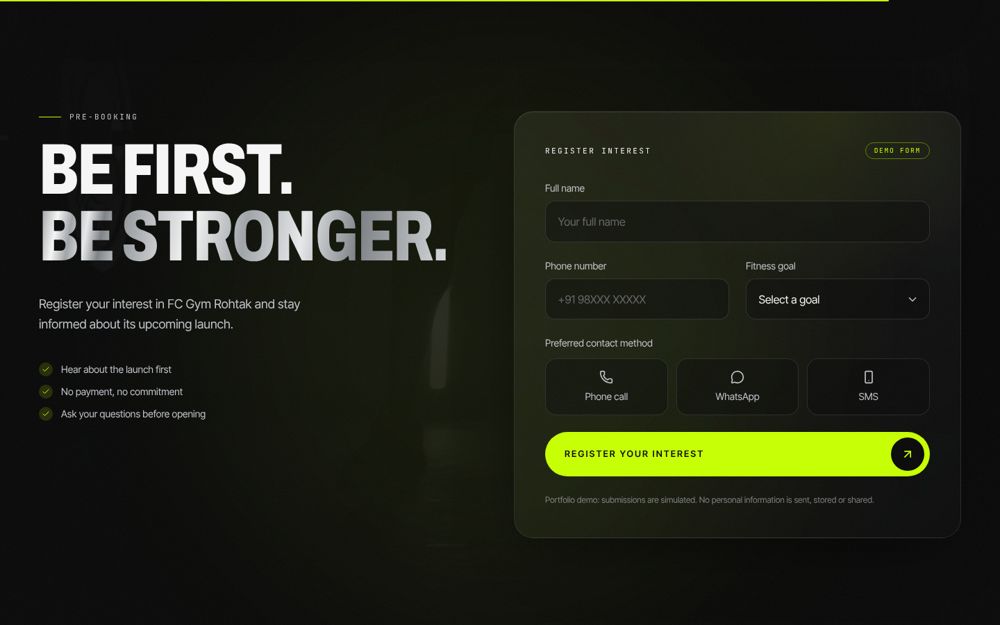 PRE-BOOKING
BE FIRST.
BE STRONGER.
Register your interest in FC Gym Rohtak and stay
informed about its upcoming launch.
Hear about the launch first
No payment, no commitment
Ask your questions before opening
REGISTER INTEREST
DEMO FORM
Full name
Your full name
Phone number
Fitness goal
+91 98XXX XXXXX
Select a goal
Preferred contact method
Phone call
WhatsApp
SMS
REGISTER YOUR INTEREST
Portfolio demo: submissions are simulated. No personal information is sent, stored or shared.